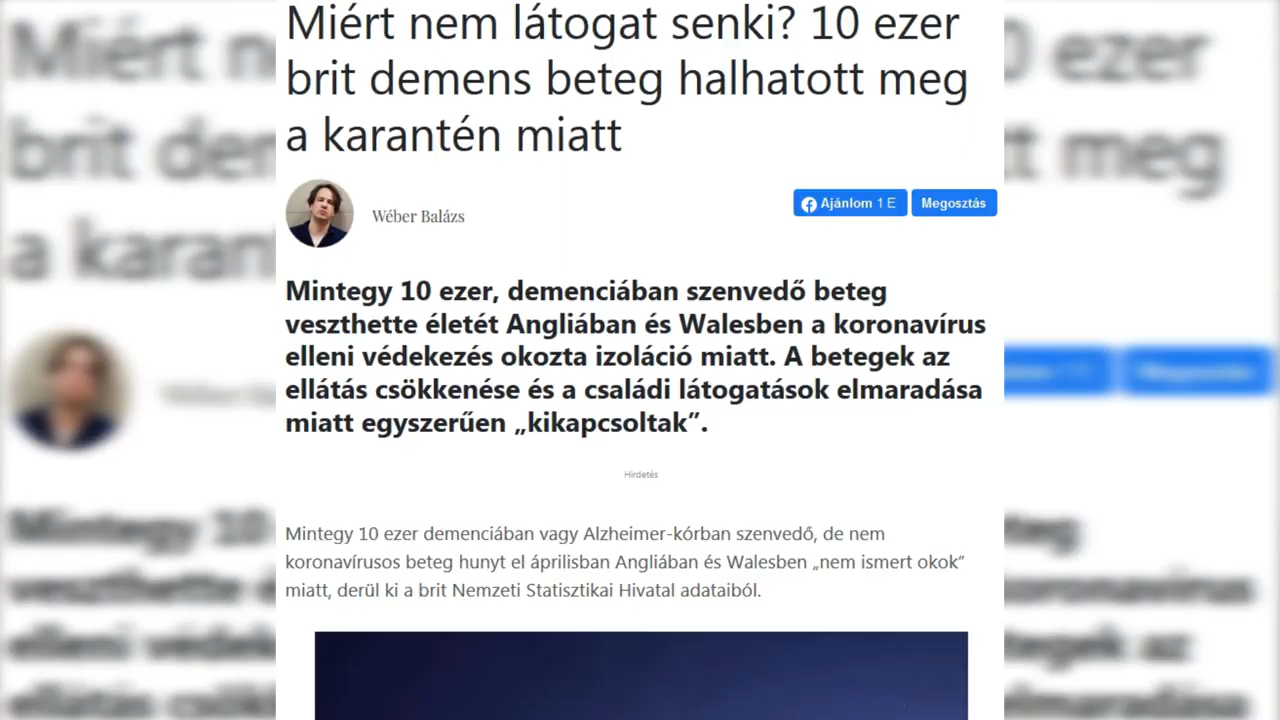 Miért nem látogat senki? 10 ezer
brit demens beteg halhatott meg
a karantén miatt
Wéber Balázs
Ajánlom 1 E
Megosztás
Mintegy 10 ezer, demenciában szenvedő beteg
veszthette életét Angliában és Walesben a koronavírus
elleni védekezés okozta izoláció miatt. A betegek az
ellátás csökkenése és a családi látogatások elmaradása
miatt egyszerűen „kikapcsoltak”.
Hirdetés
Mintegy 10 ezer demenciában vagy Alzheimer-kórban szenvedő, de nem
koronavírusos beteg hunyt el áprilisban Angliában és Walesben „nem ismert okok”
miatt, derül ki a brit Nemzeti Statisztikai Hivatal adataiból.